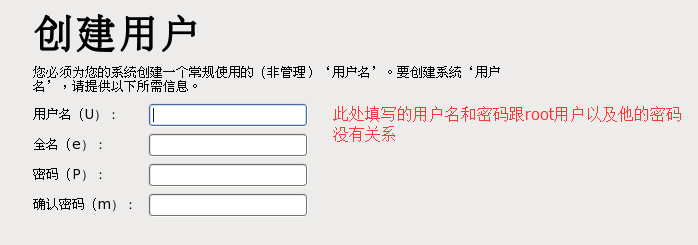 创建用户
您必须为您的系统创建一个常规使用的（非管理）‘用户名’。要创建系统‘用户
名’，请提供以下所需信息。
用户名（U）：
此处填写的用户名和密码跟root用户以及他的密码
没有关系
全名（e）：
密码（P）：
确认密码（m）：